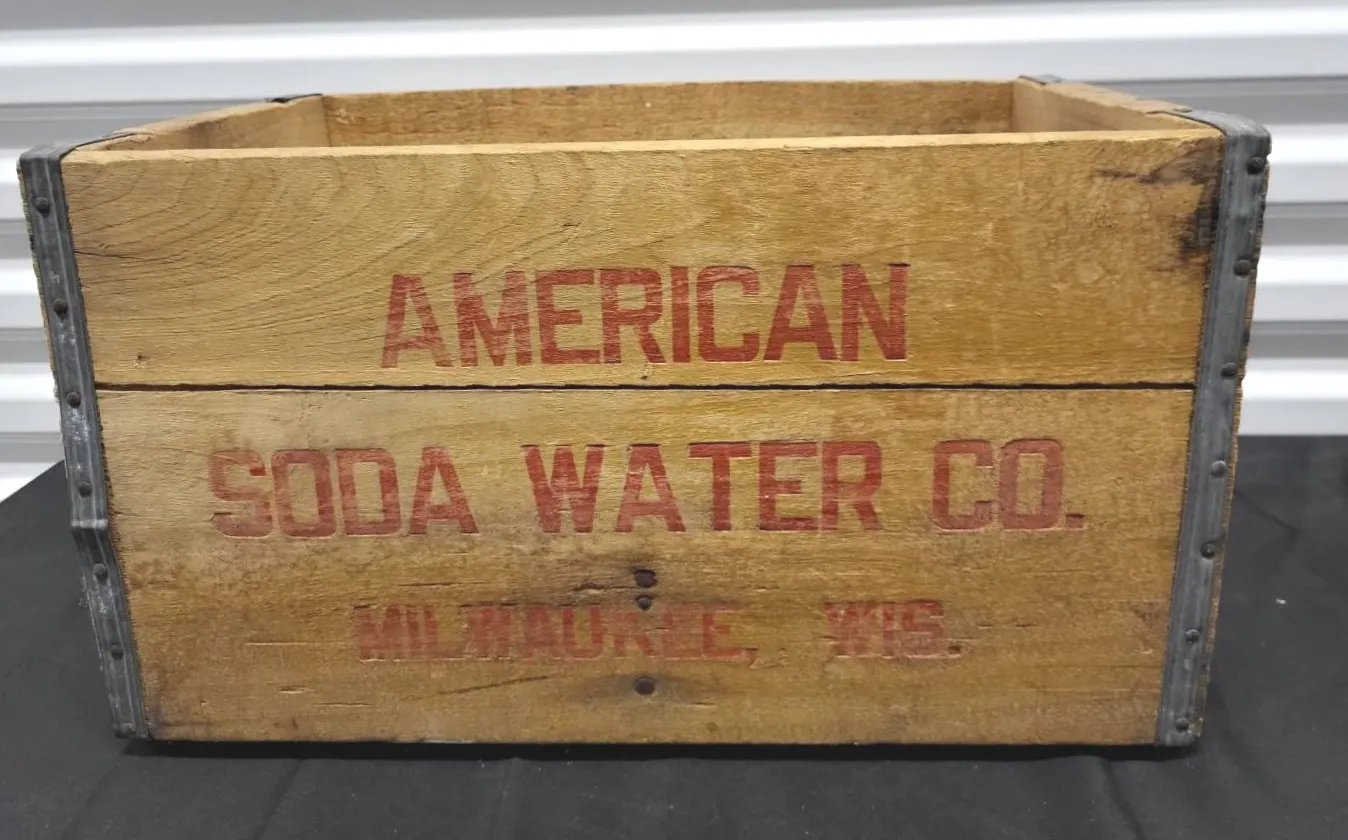 AMERICAN
SODA WATER CO.
MILWAUKEE, WIS.